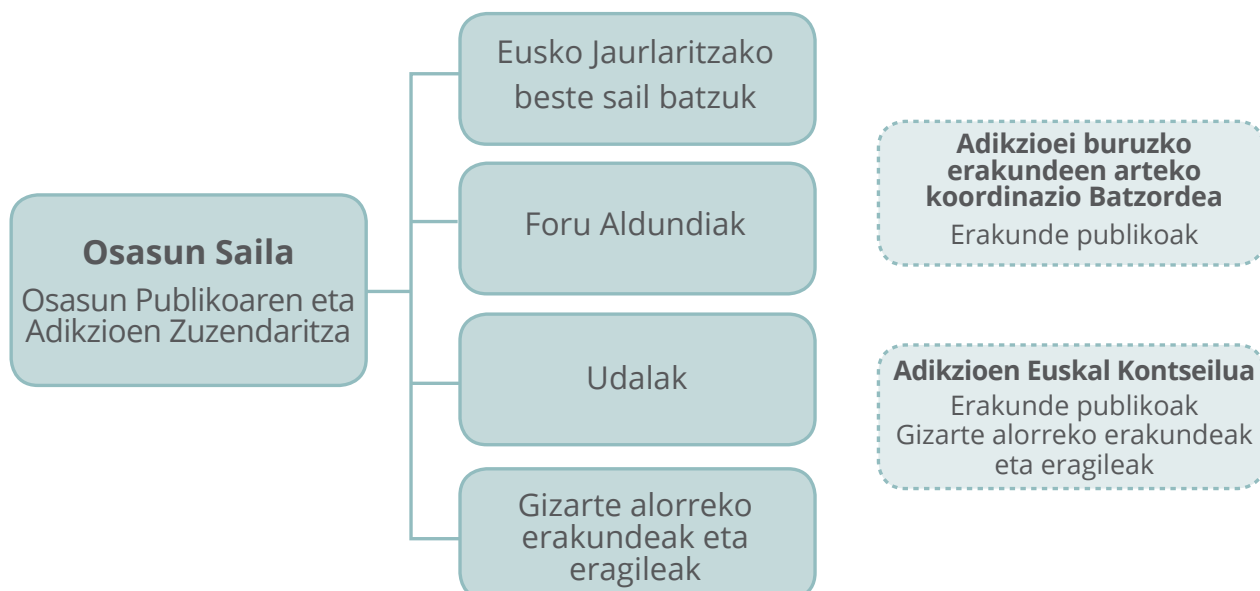 Osasun Saila
Osasun Publikoaren eta
Adikzioen Zuzendaritza
Eusko Jaurlaritzako
beste sail batzuk
Foru Aldundiak
Udalak
Gizarte alorreko
erakundeak eta
eragileak
Adikzioei buruzko
erakundeen arteko
koordinazio Batzordea
Erakunde publikoak
Adikzioen Euskal Kontseilua
Erakunde publikoak
Gizarte alorreko erakundeak
eta eragileak